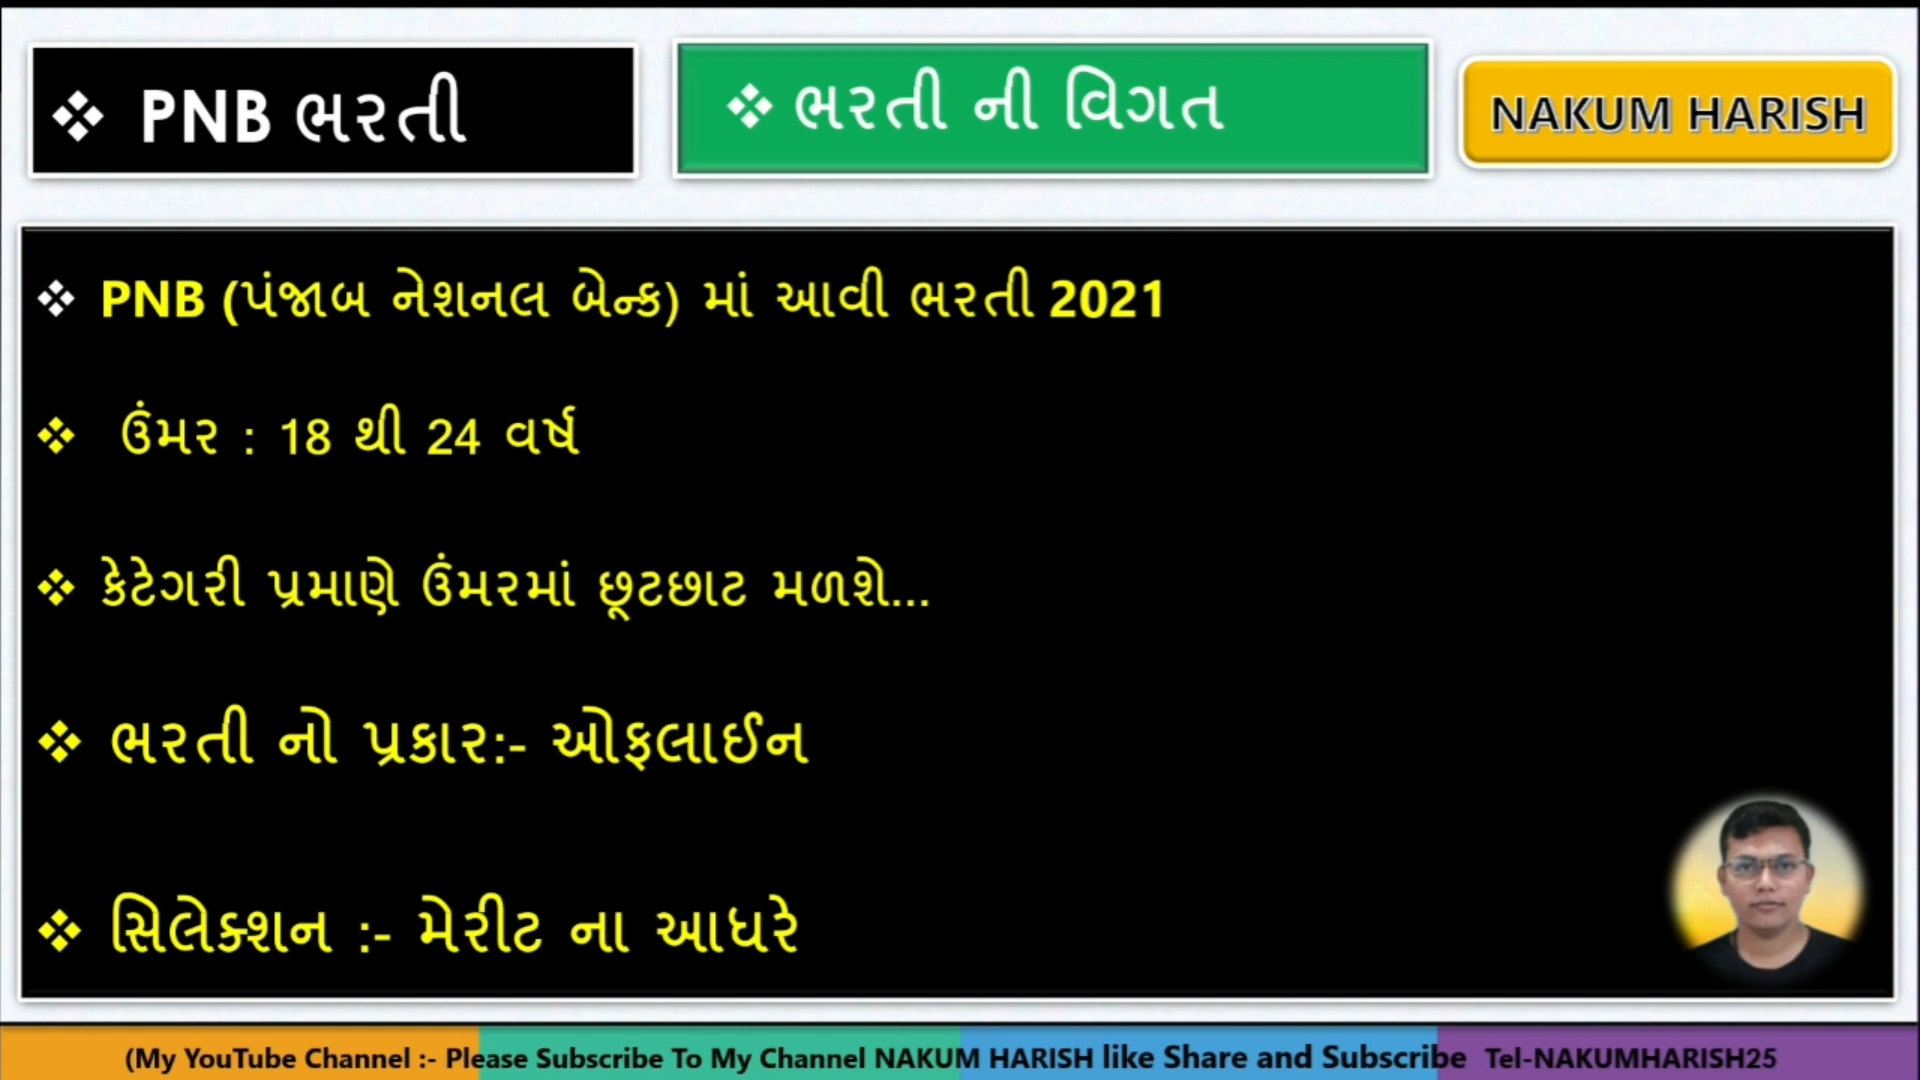 ❖ PNB ભરતી
❖ ભરતી ની વિગત
NAKUM HARISH
❖ PNB (પંજાબ નેશનલ બેન્ક) માં આવી ભરતી 2021
❖ ઉંમર : 18 થી 24 વર્ષ
❖ કેટેગરી પ્રમાણે ઉંમરમાં છૂટછાટ મળશે...
❖ ભરતી નો પ્રકાર:- ઓફલાઈન
❖ સિલેક્શન :- મેરીટ ના આધરે
(My YouTube Channel :- Please Subscribe To My Channel NAKUM HARISH like Share and Subscribe Tel-NAKUMHARISH25